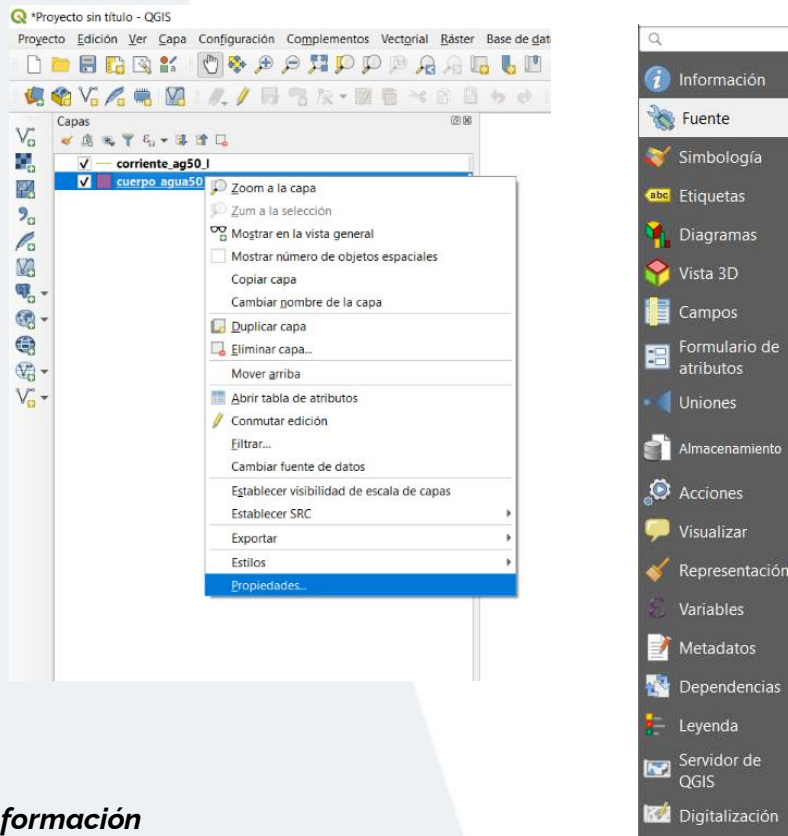 *Proyecto sin título - QGIS
Proyecto Edición Ver Capa Configuración Complementos Vectorial Ráster Base de dat
Capas
corriente_ag50_l
cuerpo_agua50
Zoom a la capa
Zum a la selección
Mostrar en la vista general
Mostrar número de objetos espaciales
Copiar capa
Cambiar nombre de la capa
Duplicar capa
Eliminar capa...
Mover arriba
Abrir tabla de atributos
Conmutar edición
Filtrar...
Cambiar fuente de datos
Establecer visibilidad de escala de capas
Establecer SRC
Exportar
Estilos
Propiedades...
Información
Fuente
Simbología
abc Etiquetas
Diagramas
Vista 3D
Campos
Formulario de
atributos
Uniones
Almacenamiento
Acciones
Visualizar
Representación
Variables
Metadatos
Dependencias
Leyenda
Servidor de
QGIS
Digitalización
formación